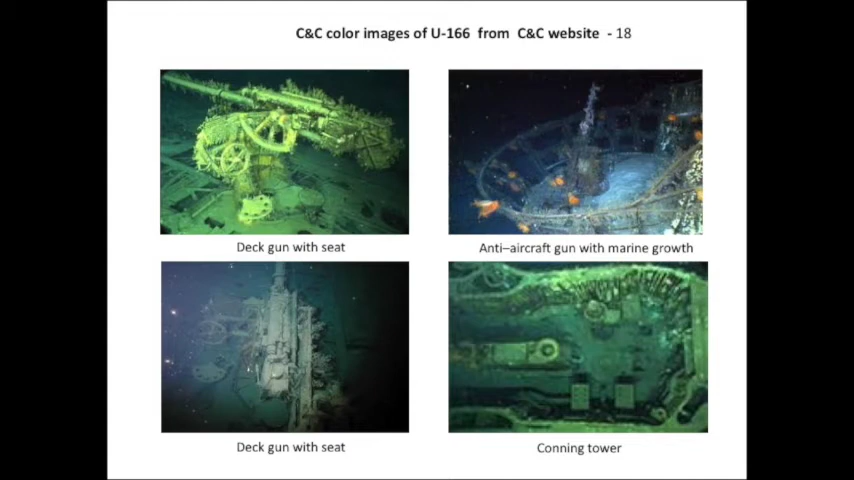 C&C color images of U-166 from C&C website - 18
Deck gun with seat
Anti–aircraft gun with marine growth
Deck gun with seat
Conning tower